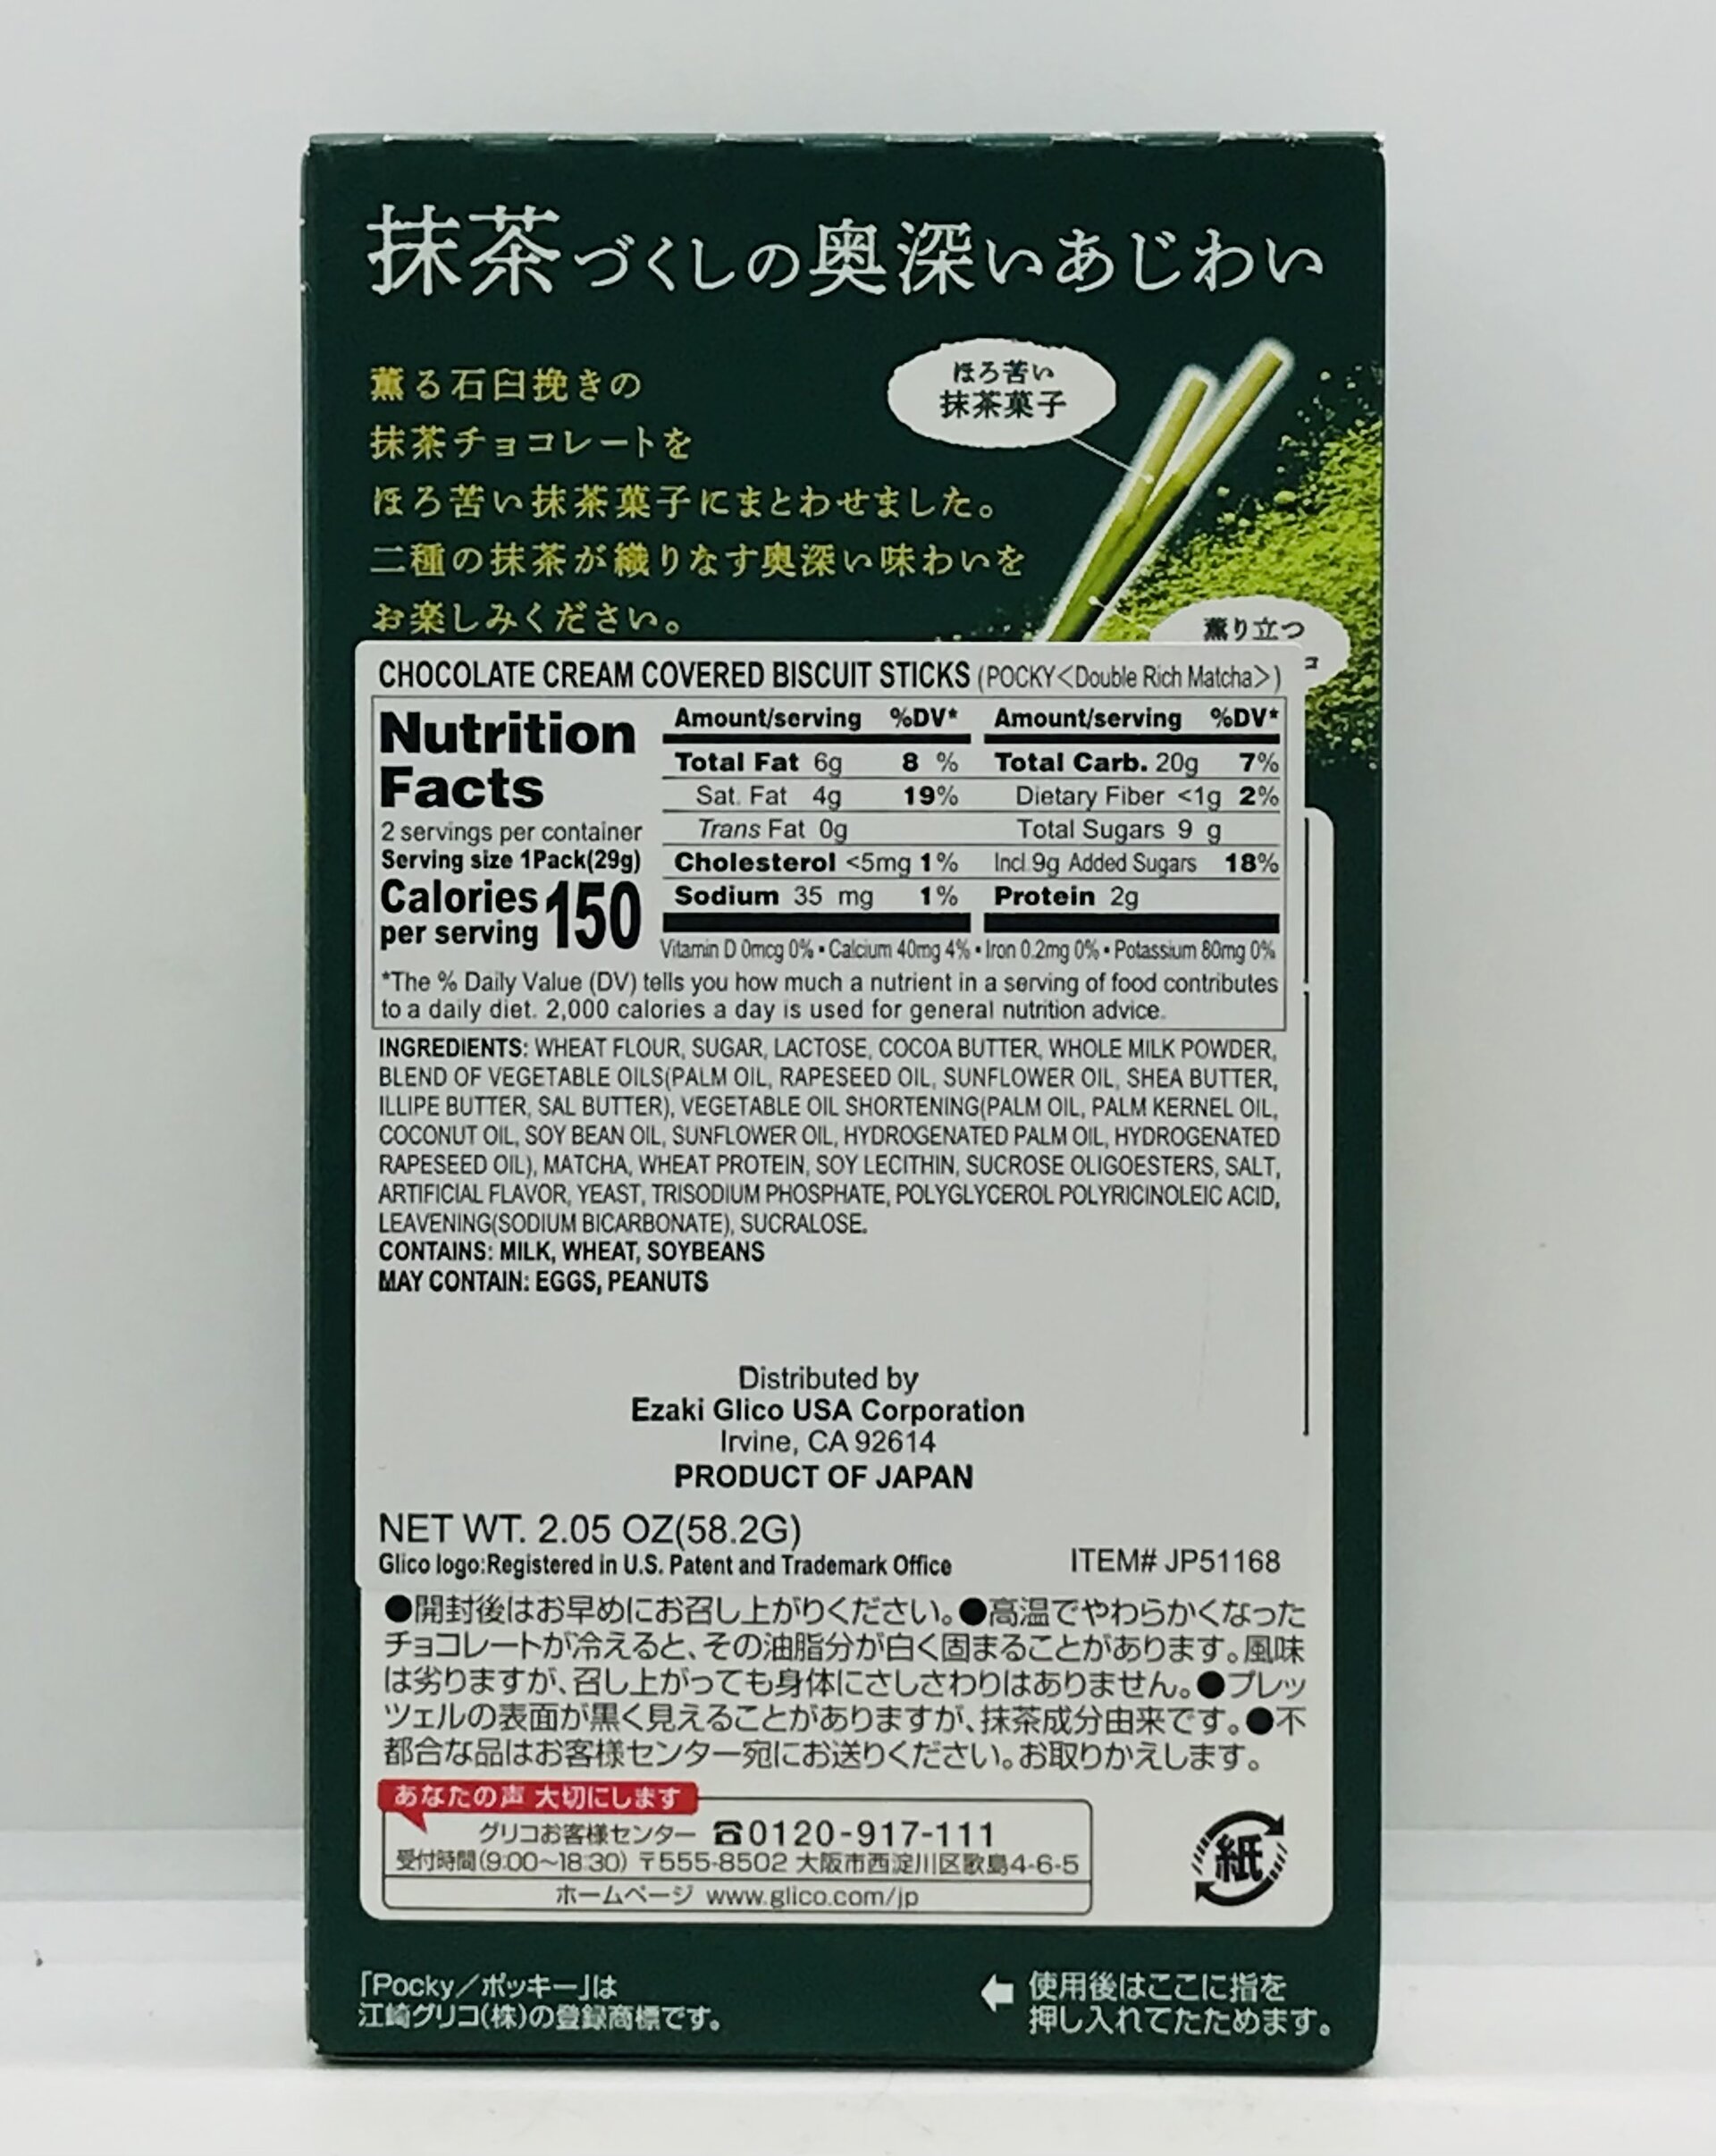 抹茶づくしの奥深いあじわい
薫る石臼挽きの
抹茶チョコレートを
ほろ苦い抹茶菓子にまとわせました。
二種の抹茶が織りなす奥深い味わいを
お楽しみください。
ほろ苦い
抹茶菓子
薫り立つ
コ
CHOCOLATE CREAM COVERED BISCUIT STICKS (POCKY<Double Rich Matcha>)
Nutrition
Facts
2 servings per container
Serving size 1Pack(29g)
Calories
per serving 150
Amount/serving %DV* Amount/serving %DV*
Total Fat 6g 8 % Total Carb. 20g 7%
Sat. Fat 4g 19% Dietary Fiber <1g 2%
Trans Fat 0g Total Sugars 9 g
Cholesterol <5mg 1% Incl.9g Added Sugars 18%
Sodium 35 mg 1% Protein 2g
Vitamin D 0mcg 0% • Calcium 40mg 4% • Iron 0.2mg 0% • Potassium 80mg 0%
*The % Daily Value (DV) tells you how much a nutrient in a serving of food contributes
to a daily diet. 2,000 calories a day is used for general nutrition advice.
INGREDIENTS: WHEAT FLOUR, SUGAR, LACTOSE, COCOA BUTTER, WHOLE MILK POWDER,
BLEND OF VEGETABLE OILS(PALM OIL, RAPESEED OIL, SUNFLOWER OIL, SHEA BUTTER,
ILLIPE BUTTER, SAL BUTTER), VEGETABLE OIL SHORTENING(PALM OIL, PALM KERNEL OIL,
COCONUT OIL, SOY BEAN OIL, SUNFLOWER OIL, HYDROGENATED PALM OIL, HYDROGENATED
RAPESEED OIL), MATCHA, WHEAT PROTEIN, SOY LECITHIN, SUCROSE OLIGOESTERS, SALT,
ARTIFICIAL FLAVOR, YEAST, TRISODIUM PHOSPHATE, POLYGLYCEROL POLYRICINOLEIC ACID,
LEAVENING(SODIUM BICARBONATE), SUCRALOSE.
CONTAINS: MILK, WHEAT, SOYBEANS
MAY CONTAIN: EGGS, PEANUTS
Distributed by
Ezaki Glico USA Corporation
Irvine, CA 92614
PRODUCT OF JAPAN
NET WT. 2.05 OZ(58.2G)
Glico logo:Registered in U.S. Patent and Trademark Office
ITEM# JP51168
●開封後はお早めにお召し上がりください。●高温でやわらかくなった
チョコレートが冷えると、その油脂分が白く固まることがあります。風味
は劣りますが、召し上がっても身体にさしさわりはありません。●プレッ
ツェルの表面が黒く見えることがありますが、抹茶成分由来です。●不
都合な品はお客様センター宛にお送りください。お取りかえします。
あなたの声 大切にします
グリコお客様センター ☎0120-917-111
受付時間(9:00〜18:30) 〒555-8502 大阪市西淀川区歌島4-6-5
ホームページ www.glico.com/jp
紙
「Pocky/ポッキー」は
江崎グリコ(株)の登録商標です。
使用後はここに指を
押し入れてたためます。